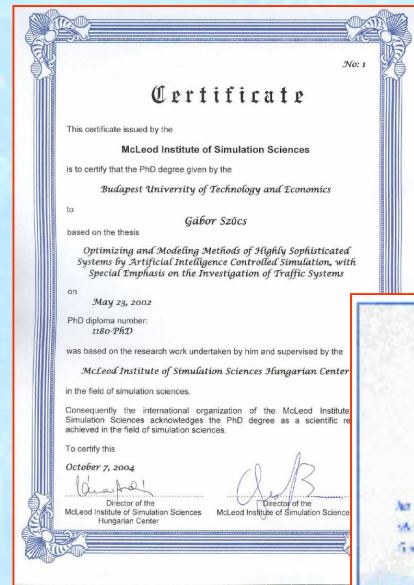 No: 1
Certificate
This certificate issued by the
McLeod Institute of Simulation Sciences
is to certify that the PhD degree given by the
Budapest University of Technology and Economics
to
Gábor Szűcs
based on the thesis
Optimizing and Modeling Methods of Highly Sophisticated
Systems by Artificial Intelligence Controlled Simulation, with
Special Emphasis on the Investigation of Traffic Systems
on
May 23, 2002
PhD diploma number:
1180-PhD
was based on the research work undertaken by him and supervised by the
McLeod Institute of Simulation Sciences Hungarian Center
in the field of simulation sciences.
Consequently the international organization of the McLeod Institute
Simulation Sciences acknowledges the PhD degree as a scientific re
achieved in the field of simulation sciences.
To certify this
October 7, 2004
Director of the
McLeod Institute of Simulation Sciences
Hungarian Center
Director of the
McLeod Institute of Simulation Science